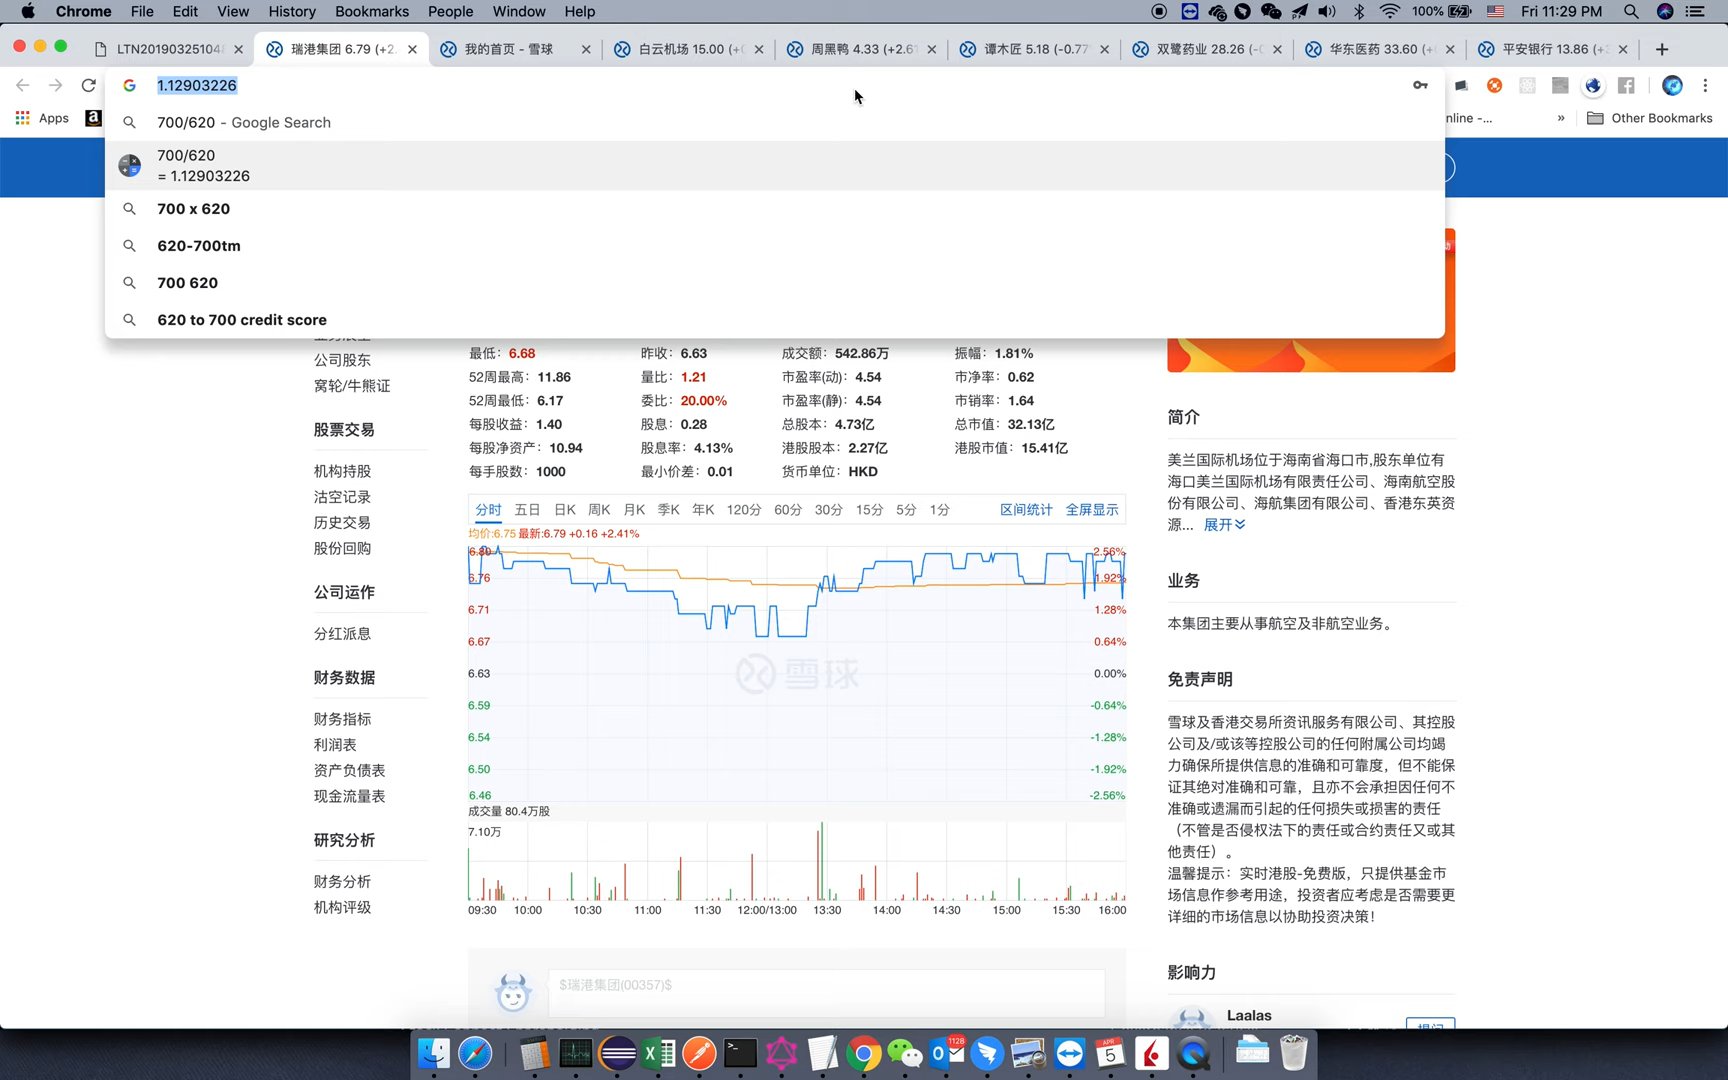 Chrome File Edit View History Bookmarks People Window Help 100% Fri 11:29 PM
LTN20190325104 瑞港集团 6.79 (+2. 我的首页 - 雪球 白云机场 15.00 (+0 周黑鸭 4.33 (+2.6 谭木匠 5.18 (-0.77 双鹭药业 28.26 (- 华东医药 33.60 (+ 平安银行 13.86 (+
1.12903226
Apps nline -... » Other Bookmarks
700/620 - Google Search
700/620
= 1.12903226
700 x 620
620-700tm
700 620
620 to 700 credit score
公司股东
窝轮/牛熊证
股票交易
机构持股
沽空记录
历史交易
股份回购
公司运作
分红派息
财务数据
财务指标
利润表
资产负债表
现金流量表
研究分析
财务分析
机构评级
最低：6.68 昨收：6.63 成交额：542.86万 振幅：1.81%
52周最高：11.86 量比：1.21 市盈率(动)：4.54 市净率：0.62
52周最低：6.17 委比：20.00% 市盈率(静)：4.54 市销率：1.64
每股收益：1.40 股息：0.28 总股本：4.73亿 总市值：32.13亿
每股净资产：10.94 股息率：4.13% 港股股本：2.27亿 港股市值：15.41亿
每手股数：1000 最小价差：0.01 货币单位：HKD
分时 五日 日K 周K 月K 季K 年K 120分 60分 30分 15分 5分 1分 区间统计 全屏显示
均价:6.75 最新:6.79 +0.16 +2.41%
6.80 2.56%
6.76 1.92%
6.71 1.28%
6.67 0.64%
6.63 雪球 0.00%
6.59 -0.64%
6.54 -1.28%
6.50 -1.92%
6.46 -2.56%
成交量 80.4万股
7.10万
09:30 10:00 10:30 11:00 11:30 12:00/13:00 13:30 14:00 14:30 15:00 15:30 16:00
$瑞港集团(00357)$
简介
美兰国际机场位于海南省海口市,股东单位有
海口美兰国际机场有限责任公司、海南航空股
份有限公司、海航集团有限公司、香港东英资
源... 展开
业务
本集团主要从事航空及非航空业务。
免责声明
雪球及香港交易所资讯服务有限公司、其控股
公司及/或该等控股公司的任何附属公司均竭
力确保所提供信息的准确和可靠度，但不能保
证其绝对准确和可靠，且亦不会承担因任何不
准确或遗漏而引起的任何损失或损害的责任
（不管是否侵权法下的责任或合约责任又或其
他责任）。
温馨提示：实时港股-免费版，只提供基金市
场信息作参考用途，投资者应考虑是否需要更
详细的市场信息以协助投资决策！
影响力
Laalas
1128
APR
5